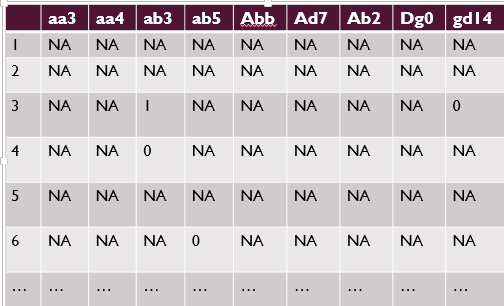 aa3 aa4 ab3 ab5 Abb Ad7 Ab2 Dg0 gd14
1 NA NA NA NA NA NA NA NA NA
2 NA NA NA NA NA NA NA NA NA
3 NA NA 1 NA NA NA NA NA 0
4 NA NA 0 NA NA NA NA NA NA
5 NA NA NA NA NA NA NA NA NA
6 NA NA NA 0 NA NA NA NA NA
... ... ... ... ... ... ... ... ... ...